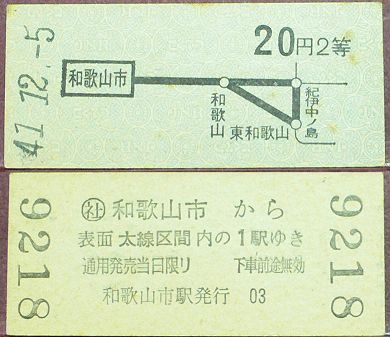 41.12.-5
20円2等
和歌山市
和歌山
東和歌山
紀伊中ノ島
9218
㊓和歌山市 から
表面 太線区間 内の1駅ゆき
通用発売当日限り 下車前途無効
和歌山市駅発行 03
9218